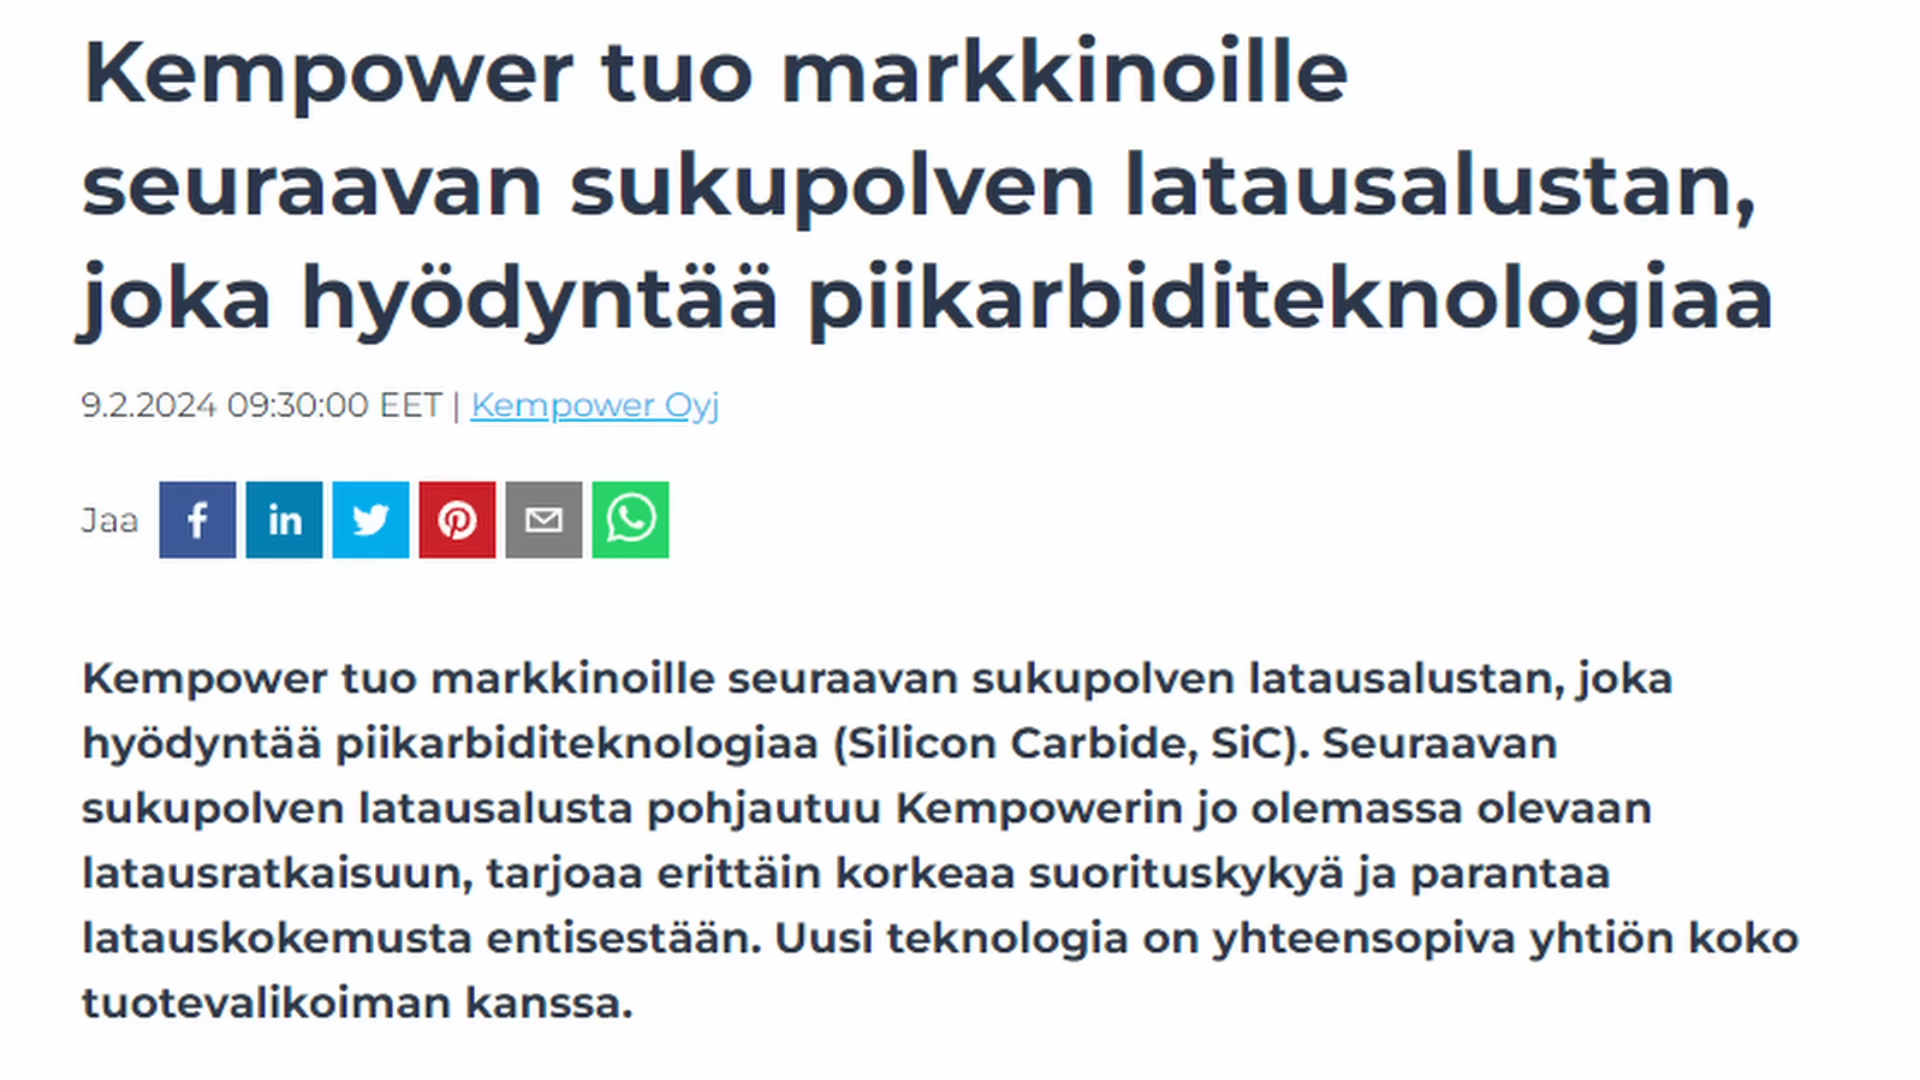 Kempower tuo markkinoille
seuraavan sukupolven latausalustan,
joka hyödyntää piikarbiditeknologiaa
9.2.2024 09:30:00 EET | Kempower Oyj
Jaa
Kempower tuo markkinoille seuraavan sukupolven latausalustan, joka
hyödyntää piikarbiditeknologiaa (Silicon Carbide, SiC). Seuraavan
sukupolven latausalusta pohjautuu Kempowerin jo olemassa olevaan
latausratkaisuun, tarjoaa erittäin korkeaa suorituskykyä ja parantaa
latauskokemusta entisestään. Uusi teknologia on yhteensopiva yhtiön koko
tuotevalikoiman kanssa.